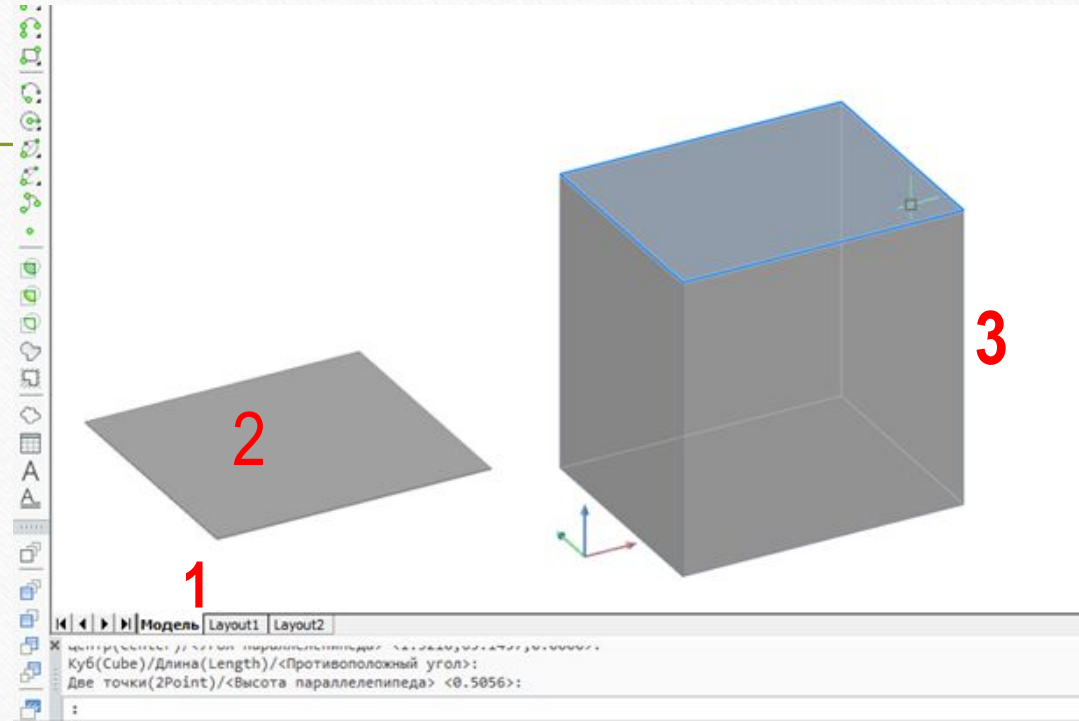 3
2
1
Модель Layout1 Layout2
Куб(Cube)/Длина(Length)/<Противоположный угол>:
Две точки(2Point)/<Высота параллелепипеда> <0.5056>:
: